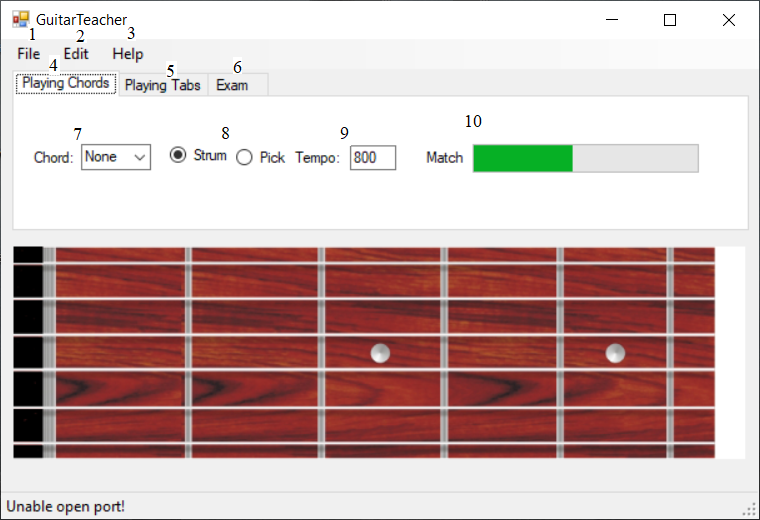 GuitarTeacher
1 2 3
File Edit Help
4 5 6
Playing Chords Playing Tabs Exam
7 8 9 10
Chord: None Strum Pick Tempo: 800 Match
Unable open port!